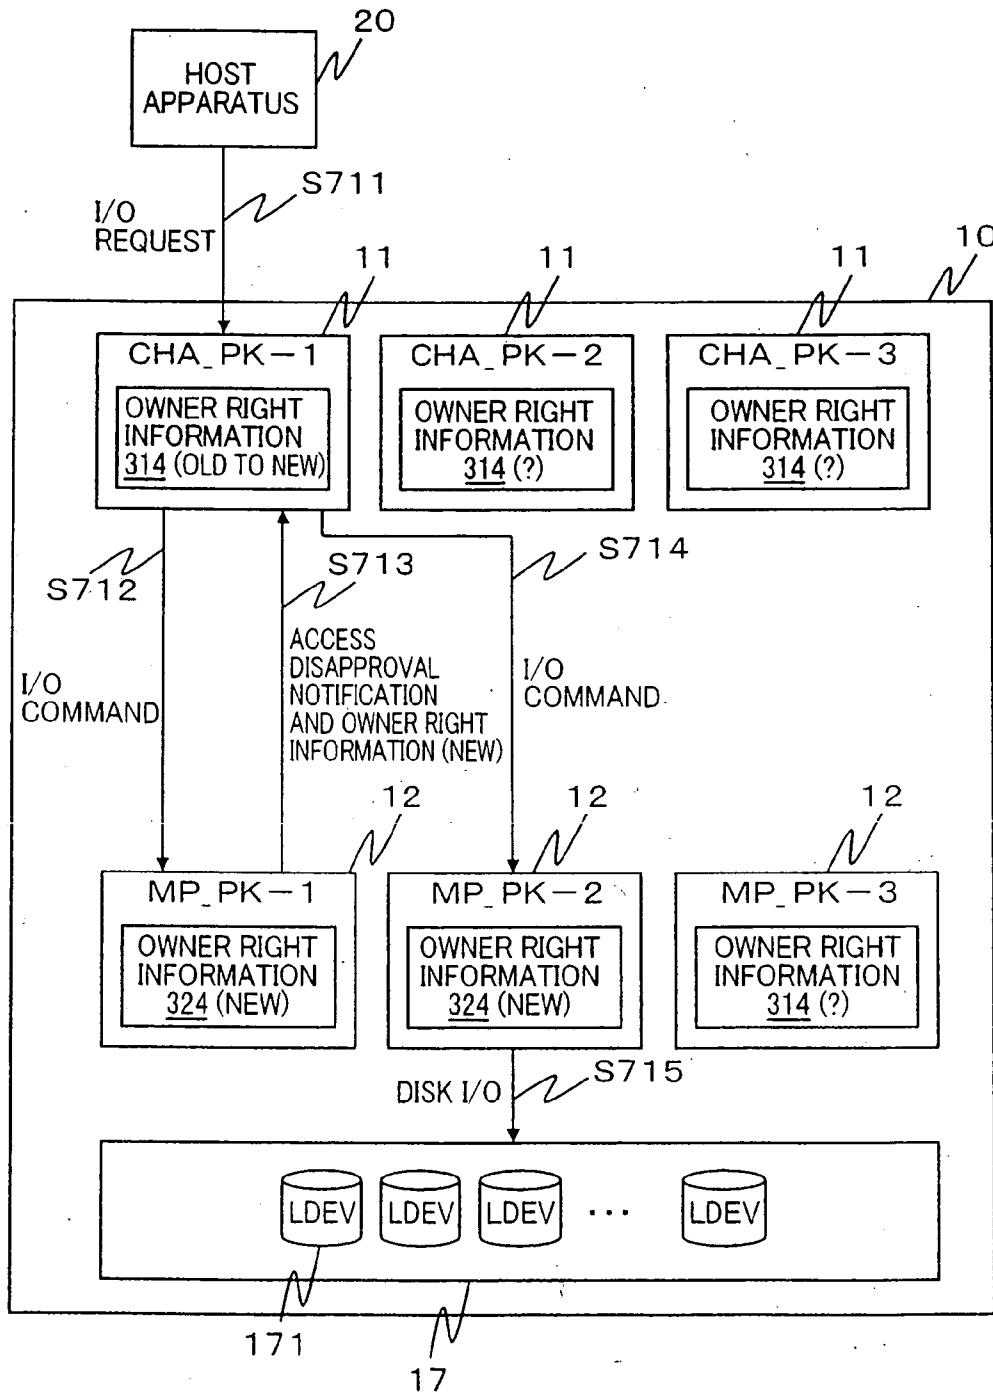 20
HOST
APPARATUS
S711
I/O
REQUEST
11
11
11
10
CHA_PK-1
OWNER RIGHT
INFORMATION
314 (OLD TO NEW)
CHA_PK-2
OWNER RIGHT
INFORMATION
314 (?)
CHA_PK-3
OWNER RIGHT
INFORMATION
314 (?)
S712
S713
S714
I/O
COMMAND
ACCESS
DISAPPROVAL
NOTIFICATION
AND OWNER RIGHT
INFORMATION (NEW)
I/O
COMMAND
12
12
12
MP_PK-1
OWNER RIGHT
INFORMATION
324 (NEW)
MP_PK-2
OWNER RIGHT
INFORMATION
324 (NEW)
MP_PK-3
OWNER RIGHT
INFORMATION
314 (?)
DISK I/O
S715
LDEV
LDEV
LDEV
...
LDEV
171
17